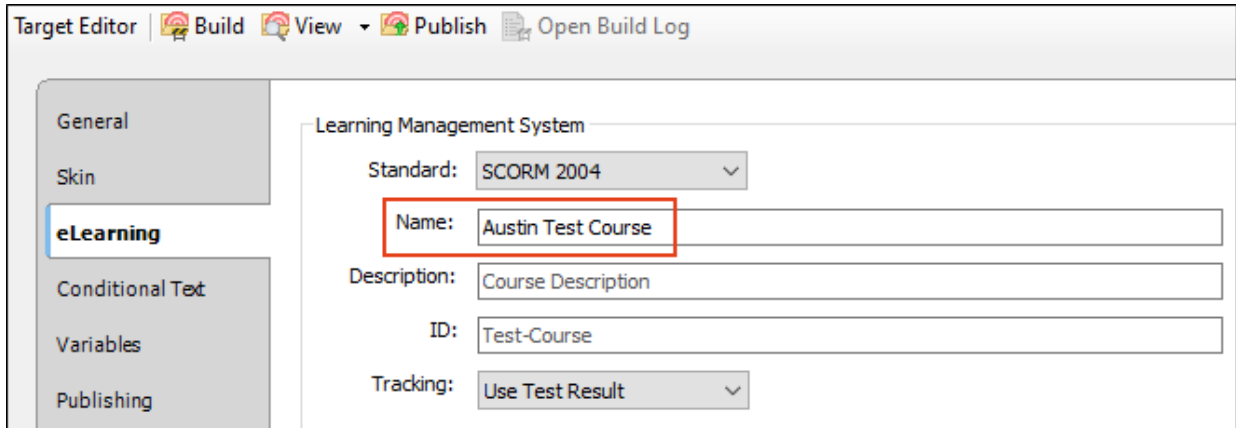 Target Editor Build View Publish Open Build Log
General
Learning Management System
Skin
Standard: SCORM 2004
eLearning
Name: Austin Test Course
Conditional Text
Description: Course Description
Variables
ID: Test-Course
Publishing
Tracking: Use Test Result